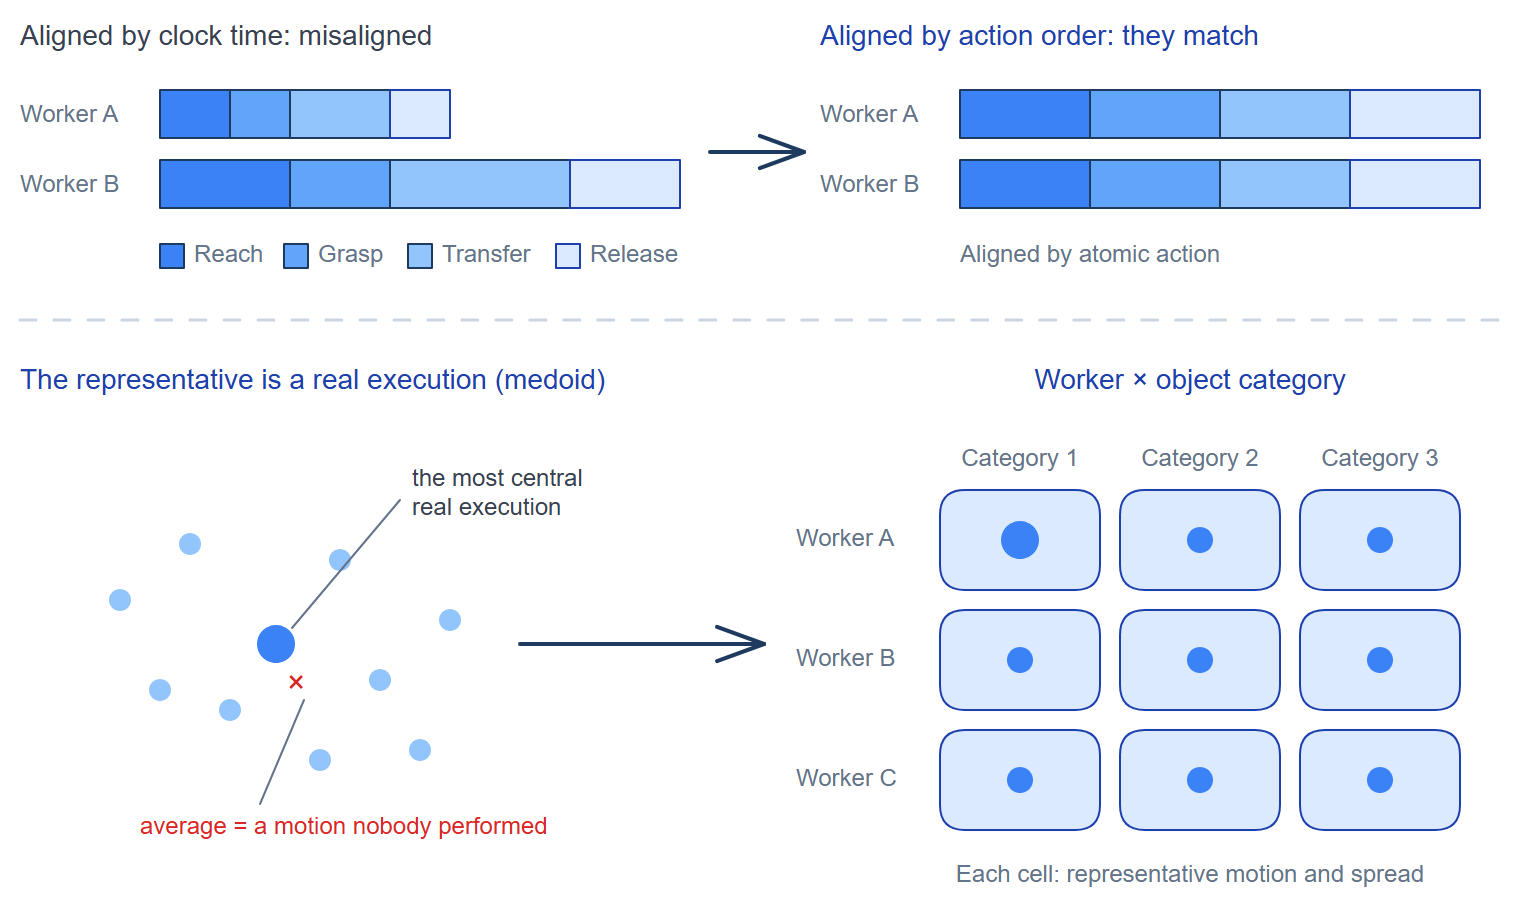 Aligned by clock time: misaligned
Aligned by action order: they match
Worker A
Worker B
Reach
Grasp
Transfer
Release
Worker A
Worker B
Aligned by atomic action
The representative is a real execution (medoid)
the most central
real execution
×
average = a motion nobody performed
Worker × object category
Category 1
Category 2
Category 3
Worker A
Worker B
Worker C
Each cell: representative motion and spread